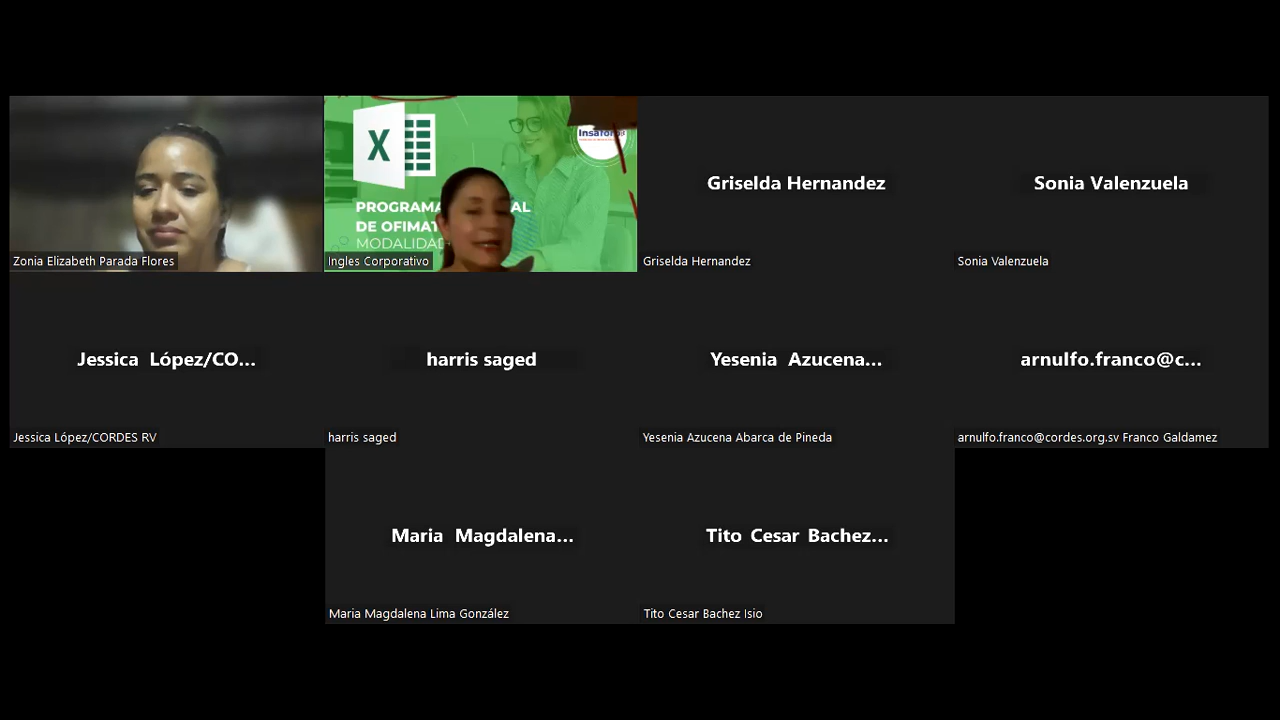 X
Insaforp
PROGRAMA
AL
DE OFIMAT
MODALIDAD
Zonia Elizabeth Parada Flores
Ingles Corporativo
Griselda Hernandez
Griselda Hernandez
Sonia Valenzuela
Sonia Valenzuela
Jessica López/CO...
Jessica López/CORDES RV
harris saged
harris saged
Yesenia Azucena...
Yesenia Azucena Abarca de Pineda
arnulfo.franco@c...
arnulfo.franco@cordes.org.sv Franco Galdamez
Maria Magdalena...
Maria Magdalena Lima González
Tito Cesar Bachez...
Tito Cesar Bachez Isio